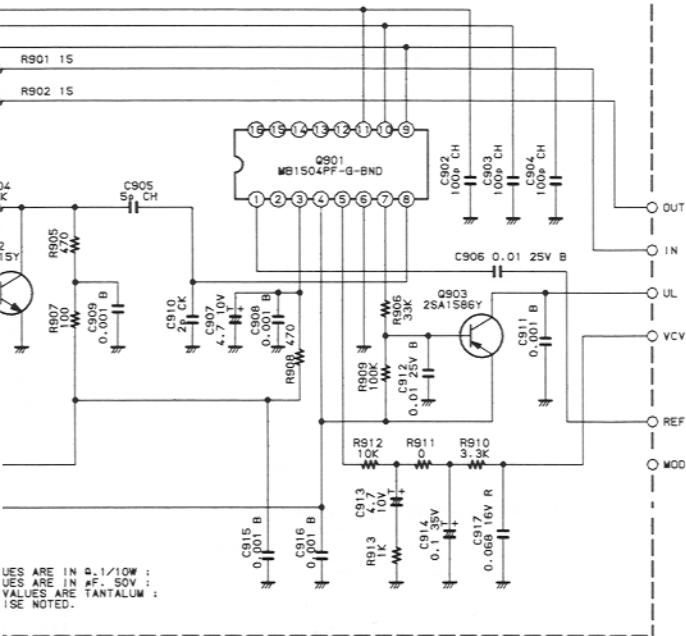 R901 1S
R902 1S
16 15 14 13 12 11 10 9
Q901
MB1504PF-G-BND
1 2 3 4 5 6 7 8
C902
100p CH
C903
100p CH
C904
100p CH
04
K
C905
5p CH
R905
470
2
15Y
R907
100
C909
0.001 B
C910
2p CK
C907
4.7 10V
T+
C908
0.001 B
R908 470
R906
33K
R909
100K
C912
0.01 25V B
C906 0.01 25V B
Q903
2SA1586Y
C911
0.001 B
OUT
IN
UL
VCV
REF
MOD
R912
10K
R911
0
R910
3.3K
C913
4.7
10V
T+
R913
1K
C914
0.1 35V
T+
C917
0.068 16V R
C915
0.001 B
C916
0.001 B
UES ARE IN Ω.1/10W ;
UES ARE IN µF. 50V ;
VALUES ARE TANTALUM ;
ISE NOTED.